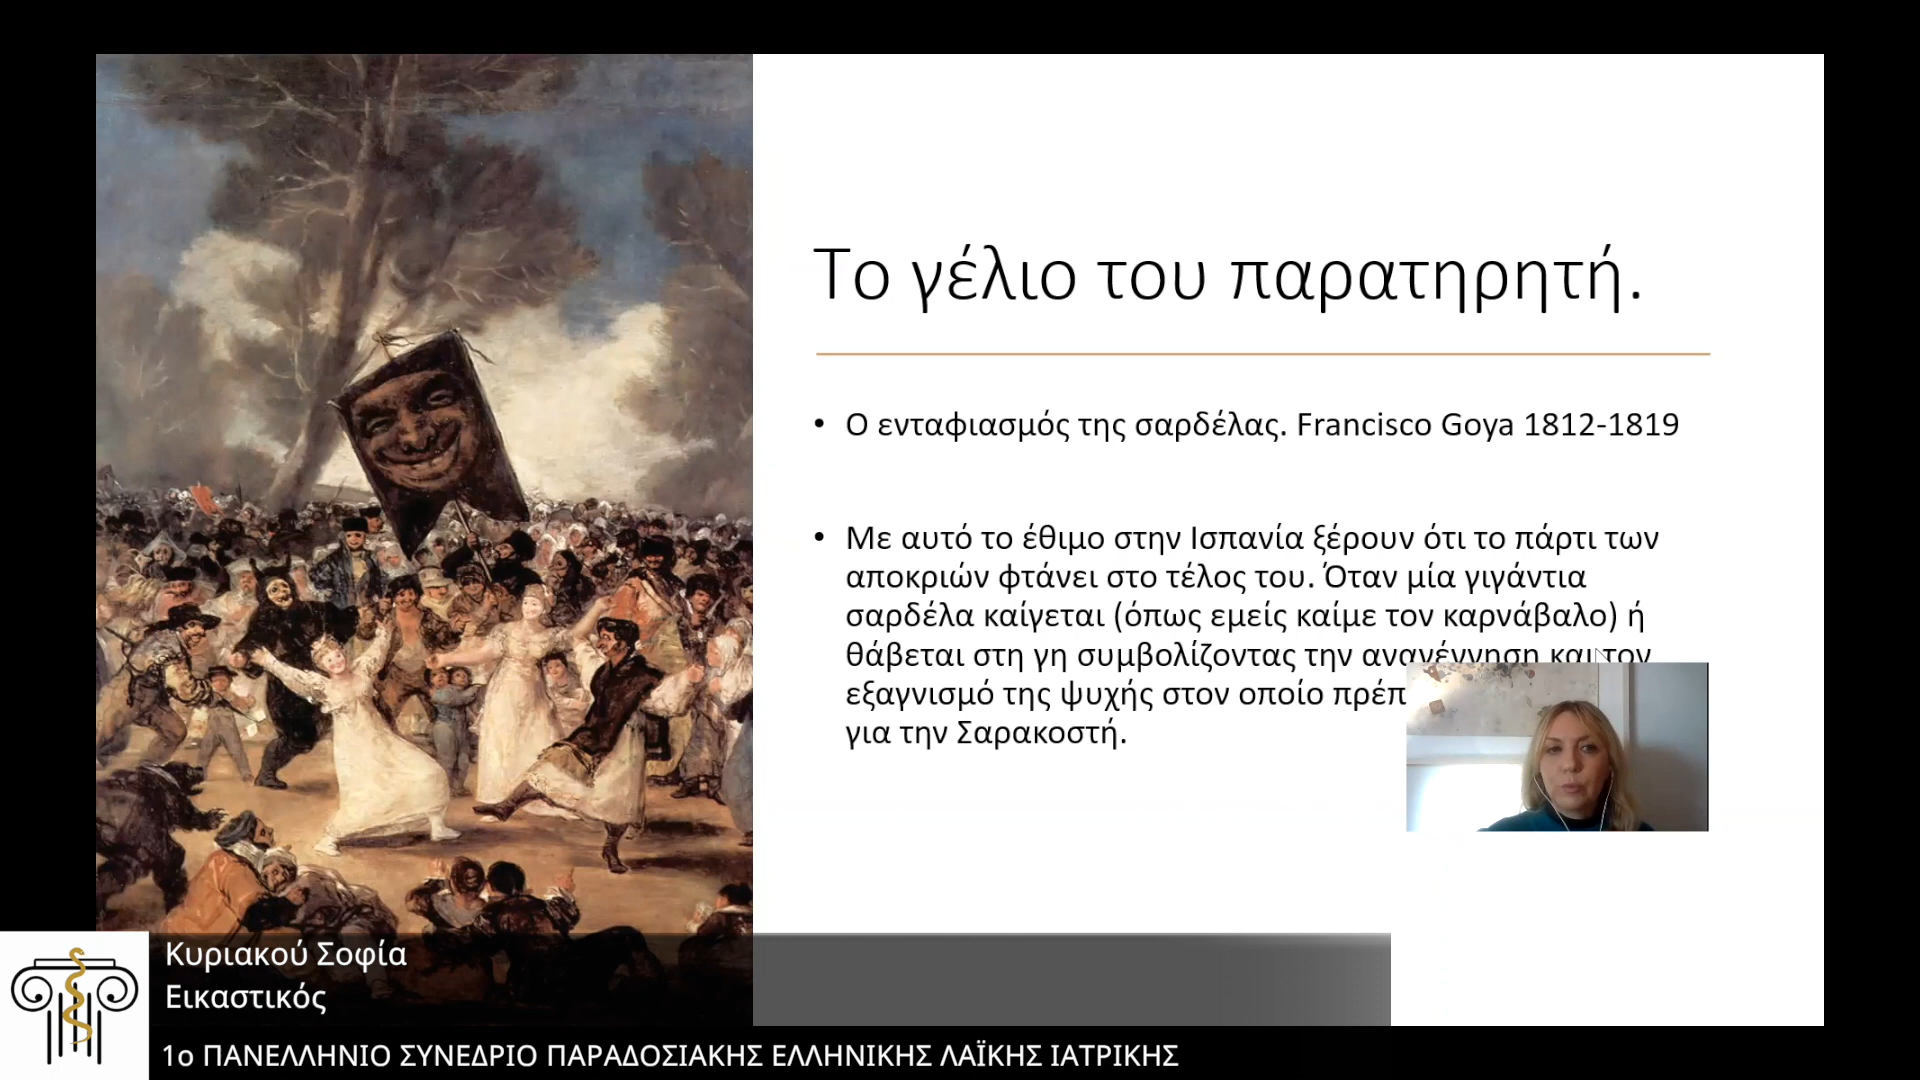 Το γέλιο του παρατηρητή.
• Ο ενταφιασμός της σαρδέλας. Francisco Goya 1812-1819
• Με αυτό το έθιμο στην Ισπανία ξέρουν ότι το πάρτι των
αποκριών φτάνει στο τέλος του. Όταν μία γιγάντια
σαρδέλα καίγεται (όπως εμείς καίμε τον καρνάβαλο) ή
θάβεται στη γη συμβολίζοντας την αναγέννηση και τον
εξαγνισμό της ψυχής στον οποίο
για την Σαρακοστή.
Κυριακού Σοφία
Εικαστικός
1ο ΠΑΝΕΛΛΗΝΙΟ ΣΥΝΕΔΡΙΟ ΠΑΡΑΔΟΣΙΑΚΗΣ ΕΛΛΗΝΙΚΗΣ ΛΑΪΚΗΣ ΙΑΤΡΙΚΗΣ